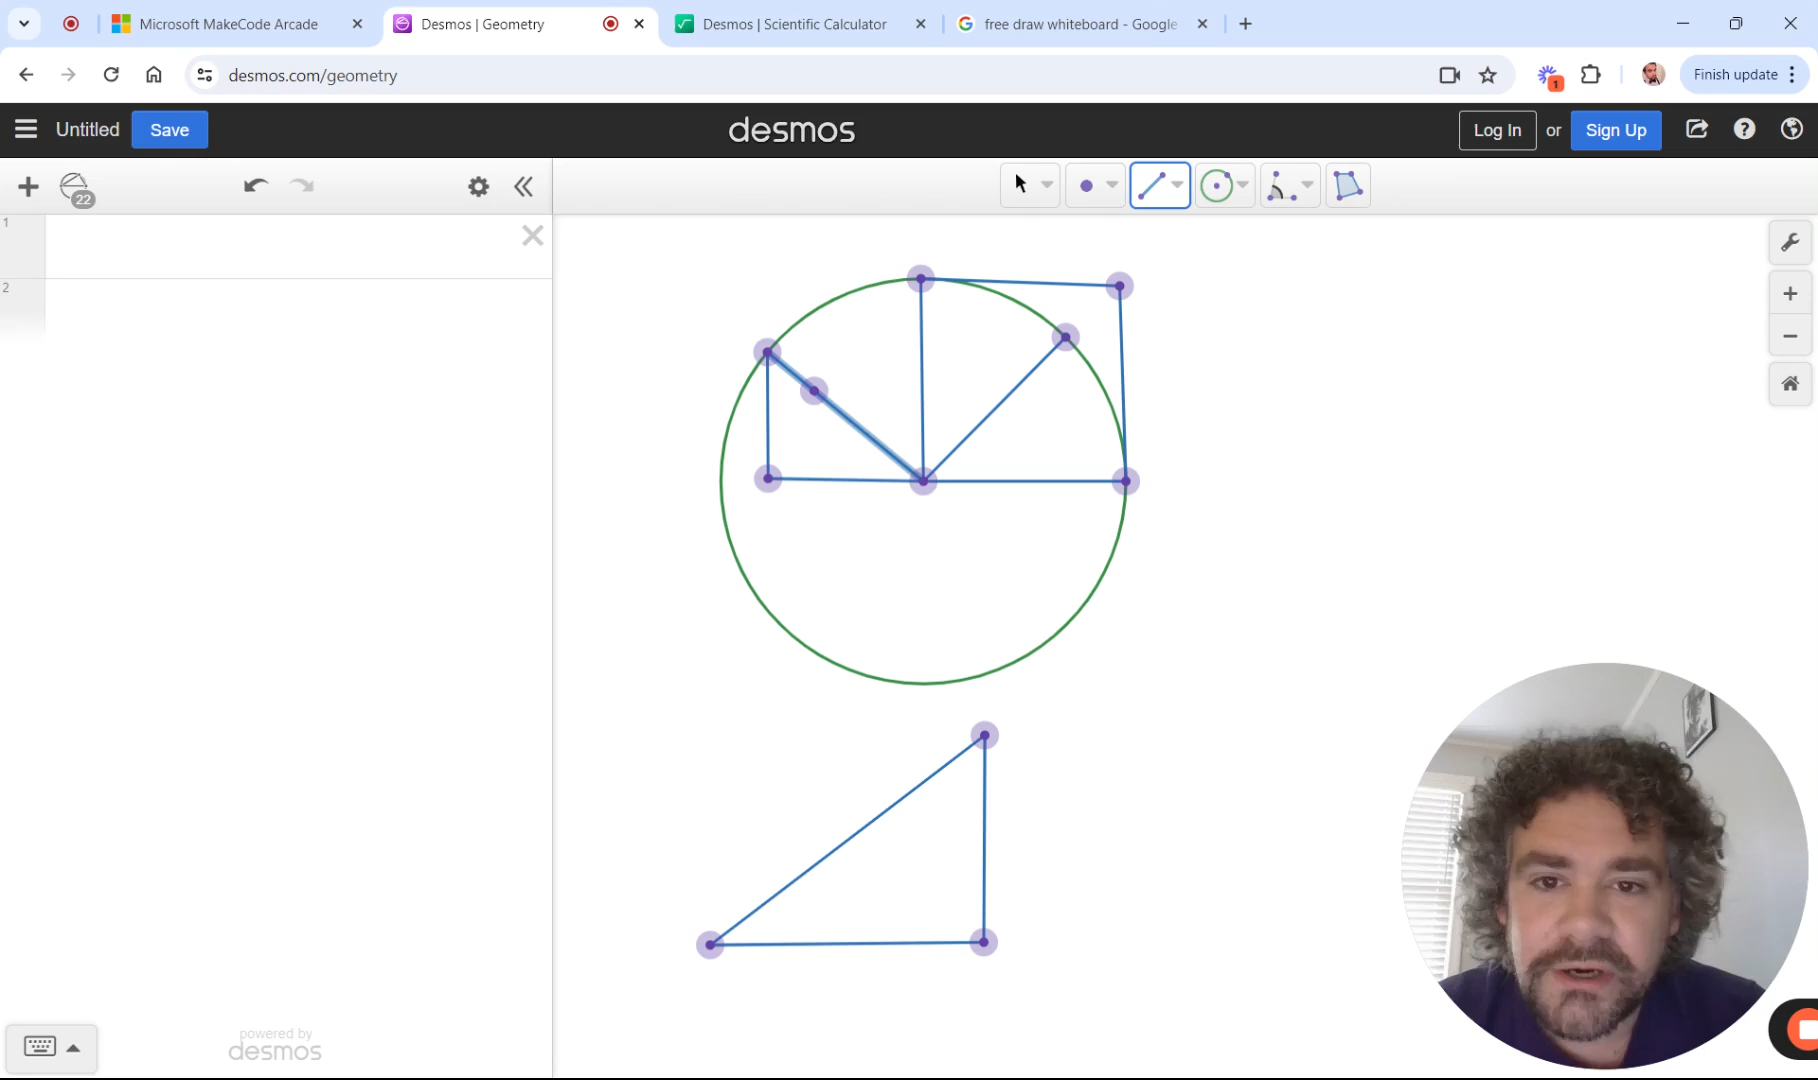 Microsoft MakeCode Arcade
Desmos | Geometry
Desmos | Scientific Calculator
free draw whiteboard - Google
desmos.com/geometry
1
Finish update
Untitled
Save
desmos
Log In
or
Sign Up
22
1
2
powered by
desmos